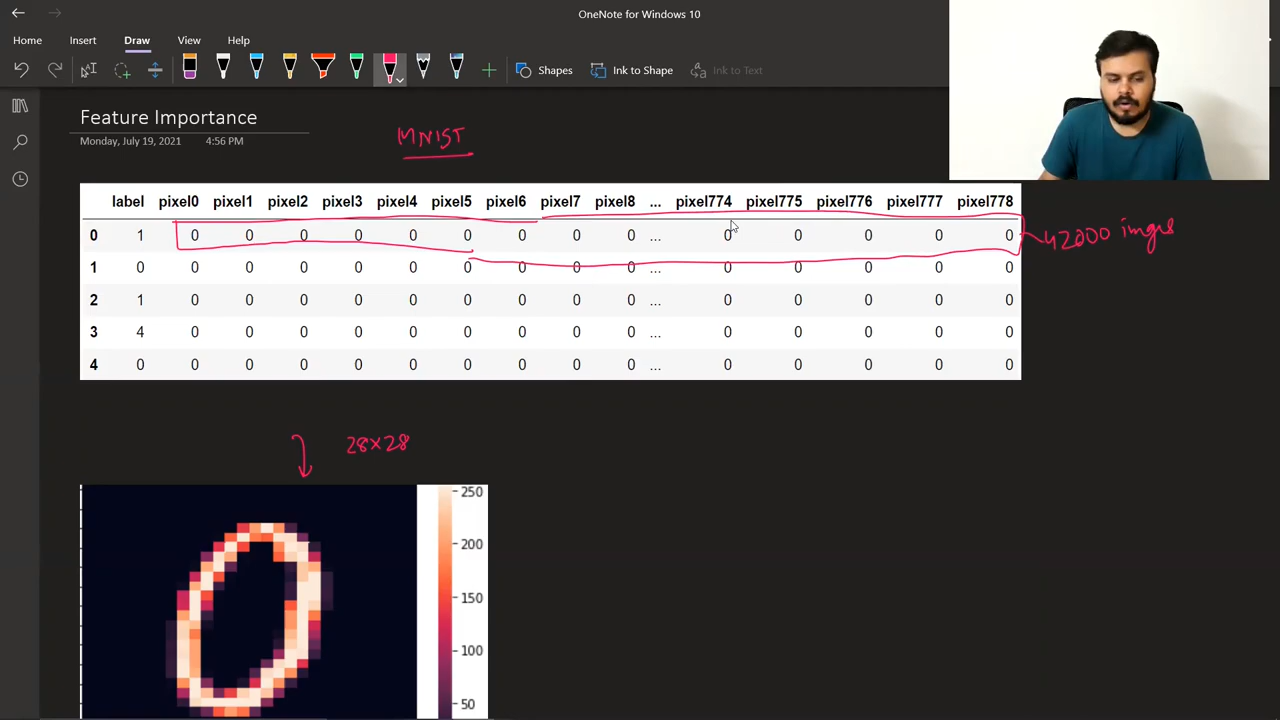 OneNote for Windows 10
Home Insert Draw View Help
Shapes Ink to Shape Ink to Text
Feature Importance
Monday, July 19, 2021 4:56 PM
MNIST
label pixel0 pixel1 pixel2 pixel3 pixel4 pixel5 pixel6 pixel7 pixel8 ... pixel774 pixel775 pixel776 pixel777 pixel778
0 1 0 0 0 0 0 0 0 0 0 ... 0 0 0 0 0
42000 imgs
1 0 0 0 0 0 0 0 0 0 0 ... 0 0 0 0 0
2 1 0 0 0 0 0 0 0 0 0 ... 0 0 0 0 0
3 4 0 0 0 0 0 0 0 0 0 ... 0 0 0 0 0
4 0 0 0 0 0 0 0 0 0 0 ... 0 0 0 0 0
28×28
250
200
150
100
50